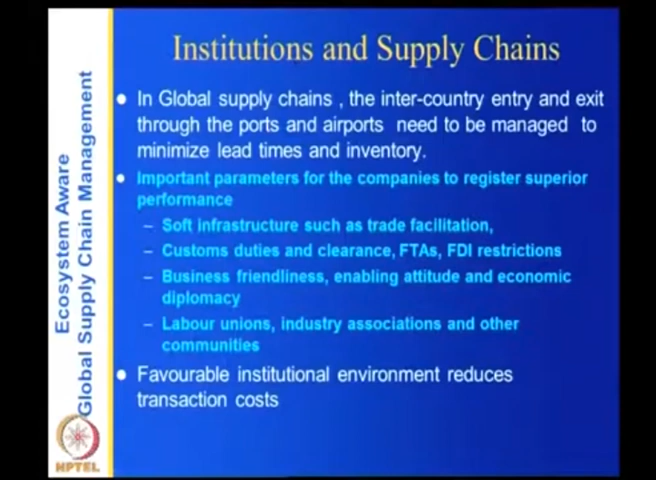 Institutions and Supply Chains
In Global supply chains , the inter-country entry and exit
through the ports and airports need to be managed to
minimize lead times and inventory.
Important parameters for the companies to register superior
performance
– Soft infrastructure such as trade facilitation,
– Customs duties and clearance, FTAs, FDI restrictions
– Business friendliness, enabling attitude and economic
diplomacy
– Labour unions, industry associations and other
communities
Favourable institutional environment reduces
transaction costs
Ecosystem Aware
Global Supply Chain Management
NPTEL